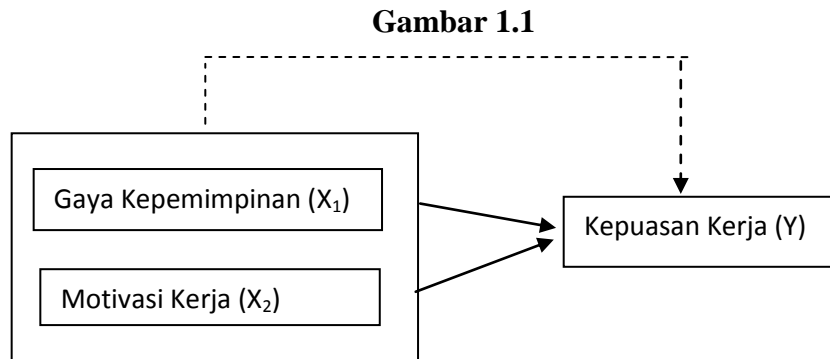 Gambar 1.1
Gaya Kepemimpinan (X₁)
Kepuasan Kerja (Y)
Motivasi Kerja (X₂)